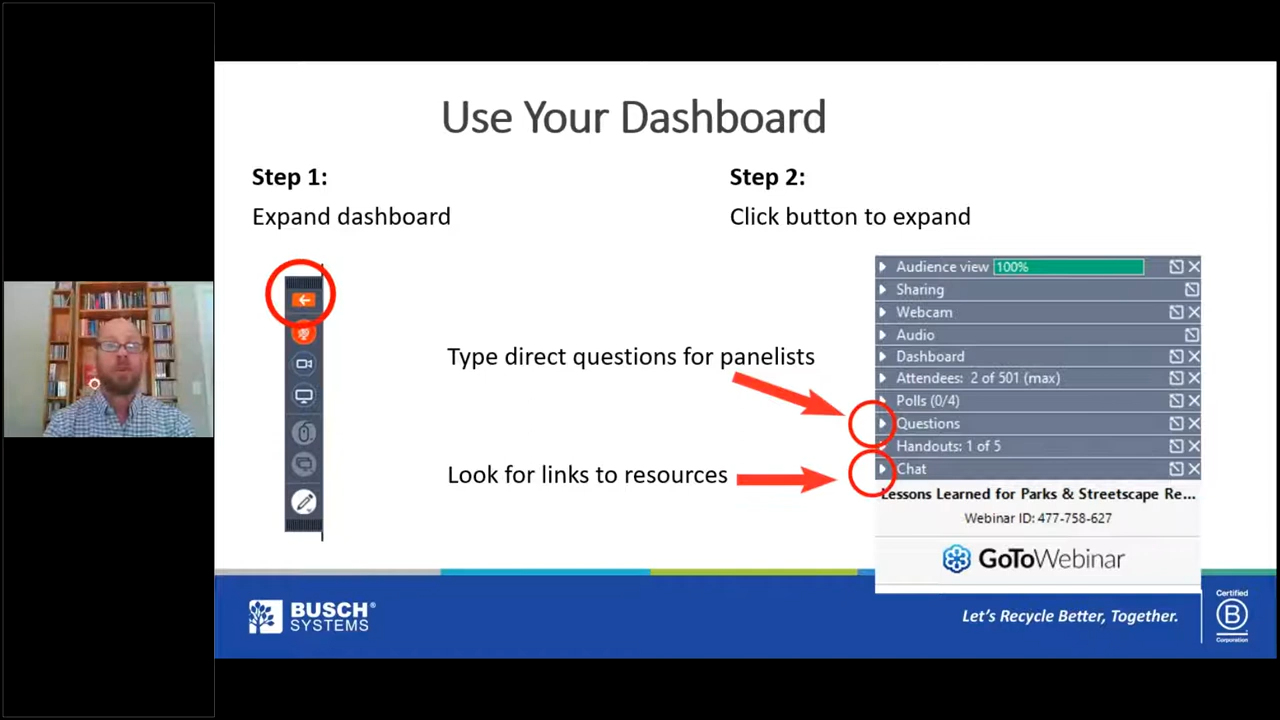 Use Your Dashboard
Step 1:
Expand dashboard
Step 2:
Click button to expand
Type direct questions for panelists
Look for links to resources
Audience view 100%
Sharing
Webcam
Audio
Dashboard
Attendees: 2 of 501 (max)
Polls (0/4)
Questions
Handouts: 1 of 5
Chat
Lessons Learned for Parks & Streetscape Re...
Webinar ID: 477-758-627
GoToWebinar
BUSCH®
SYSTEMS
Let's Recycle Better, Together.
Certified
B
Corporation